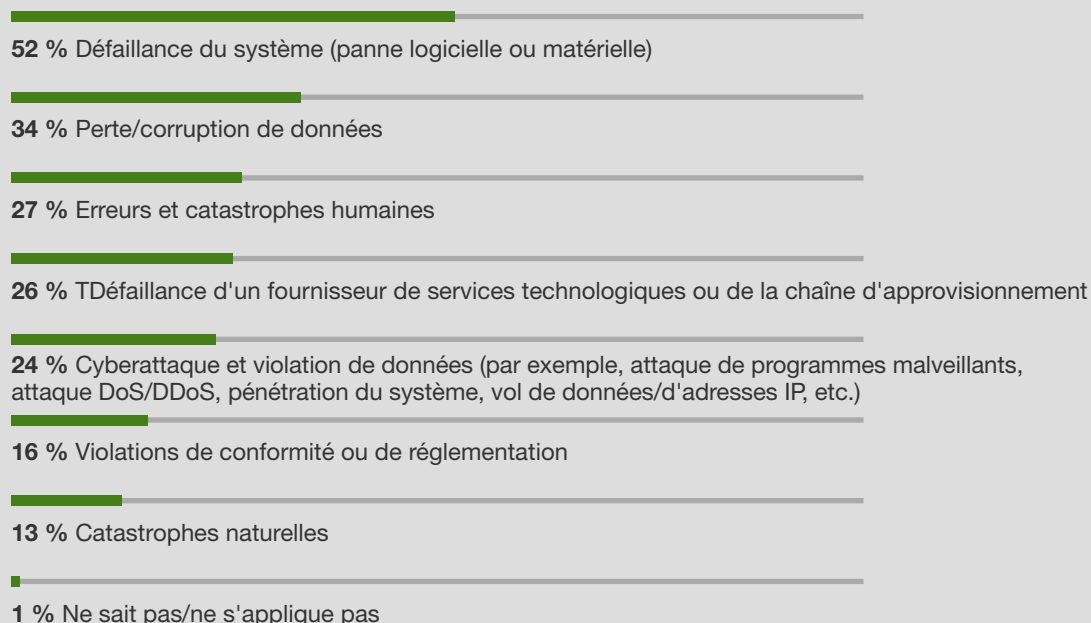 52 % Défaillance du système (panne logicielle ou matérielle)
34 % Perte/corruption de données
27 % Erreurs et catastrophes humaines
26 % TDéfaillance d'un fournisseur de services technologiques ou de la chaîne d'approvisionnement
24 % Cyberattaque et violation de données (par exemple, attaque de programmes malveillants,
attaque DoS/DDoS, pénétration du système, vol de données/d'adresses IP, etc.)
16 % Violations de conformité ou de réglementation
13 % Catastrophes naturelles
1 % Ne sait pas/ne s'applique pas